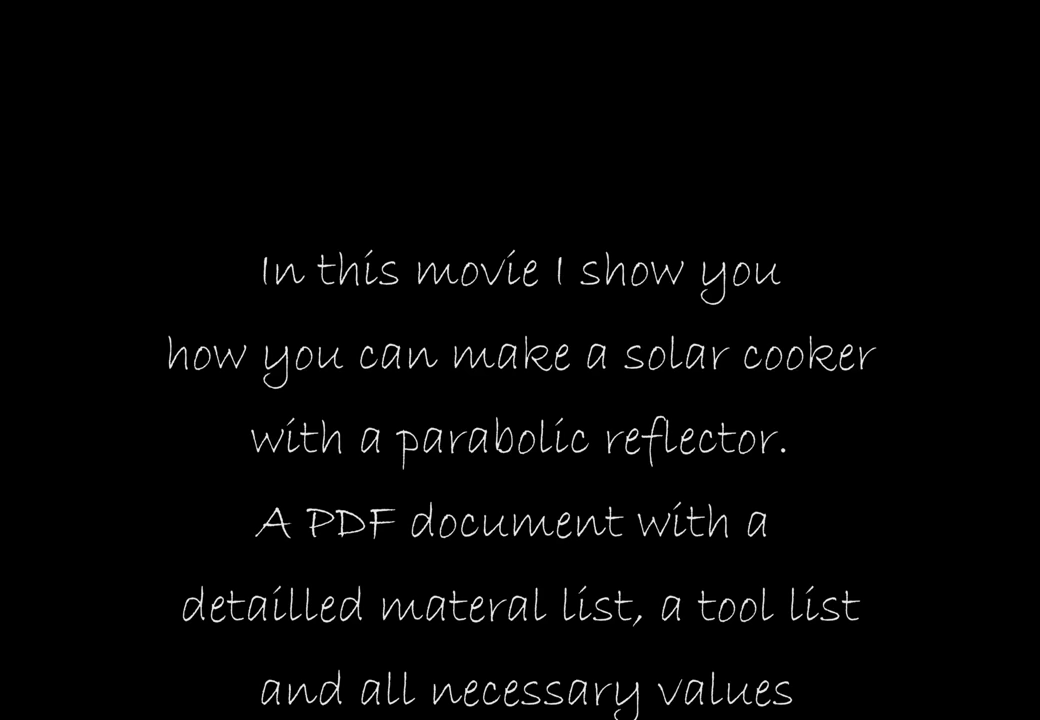 In this movie I show you
how you can make a solar cooker
with a parabolic reflector.
A PDF document with a
detailled materal list, a tool list
and all necessary values